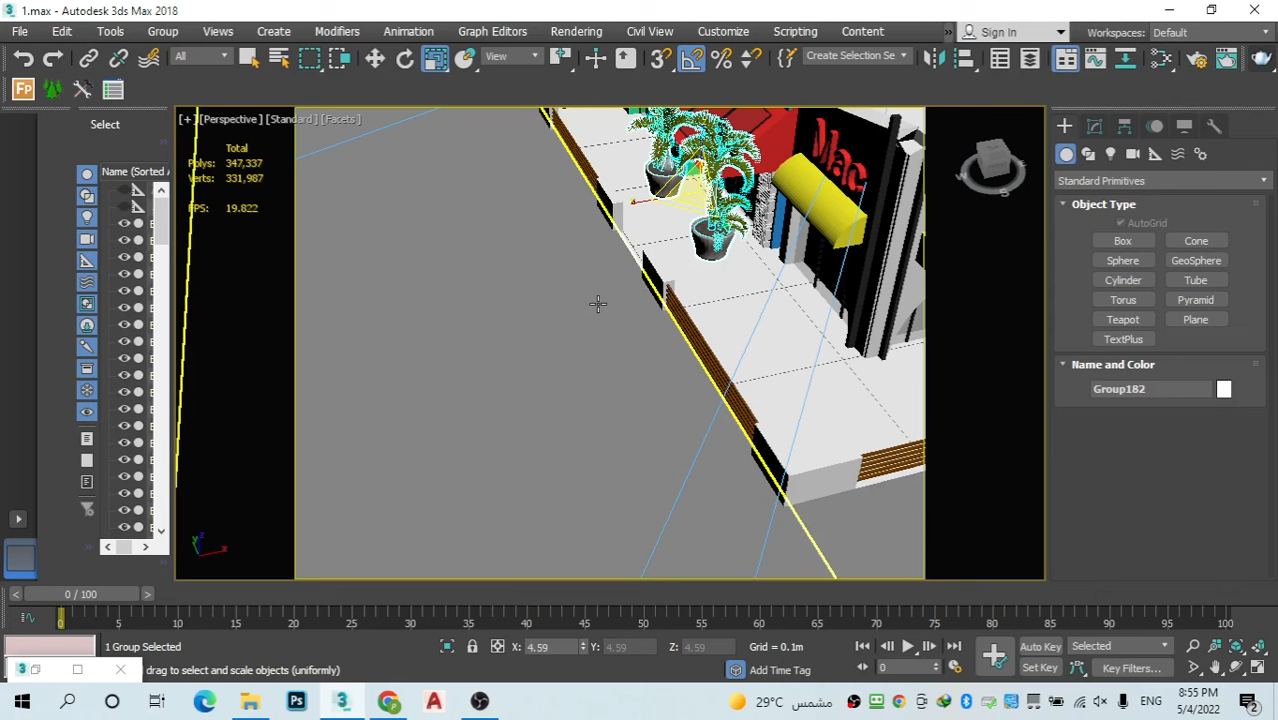 1.max - Autodesk 3ds Max 2018
File Edit Tools Group Views Create Modifiers Animation Graph Editors Rendering Civil View Customize Scripting Content Sign In Workspaces: Default
All View 3 Create Selection Se
Fp
Select
[+] [Perspective] [Standard] [Facets]
Name (Sorted A
Total
Polys: 347,337
Verts: 331,987
FPS: 19.822
Standard Primitives
Object Type
AutoGrid
Box Cone
Sphere GeoSphere
Cylinder Tube
Torus Pyramid
Teapot Plane
TextPlus
Name and Color
Group182
Mac
W S
z y x
< 0 / 100 >
0 5 10 15 20 25 30 35 40 45 50 55 60 65 70 75 80 85 90 95 100
1 Group Selected X: 4.59 Y: 4.59 Z: 4.59 Grid = 0.1m Auto Key Selected
3 drag to select and scale objects (uniformly) Add Time Tag 0 Set Key Key Filters...
Ps 3 A 29°C مشمس ENG 8:55 PM
5/4/2022 2